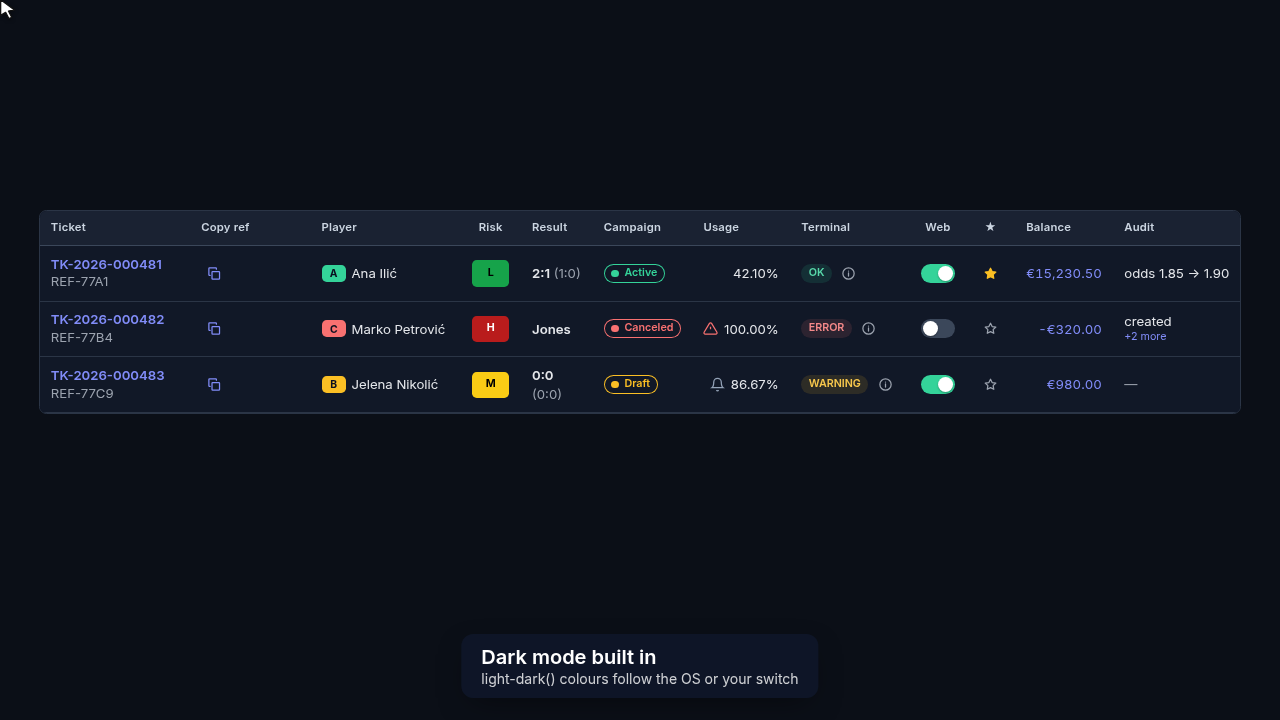 Ticket Copy ref Player Risk Result Campaign Usage Terminal Web ★ Balance Audit
TK-2026-000481
REF-77A1
A Ana Ilić L 2:1 (1:0) Active 42.10% OK €15,230.50 odds 1.85 → 1.90
TK-2026-000482
REF-77B4
C Marko Petrović H Jones Canceled 100.00% ERROR -€320.00 created
+2 more
TK-2026-000483
REF-77C9
B Jelena Nikolić M 0:0
(0:0)
Draft 86.67% WARNING €980.00 —
Dark mode built in
light-dark() colours follow the OS or your switch